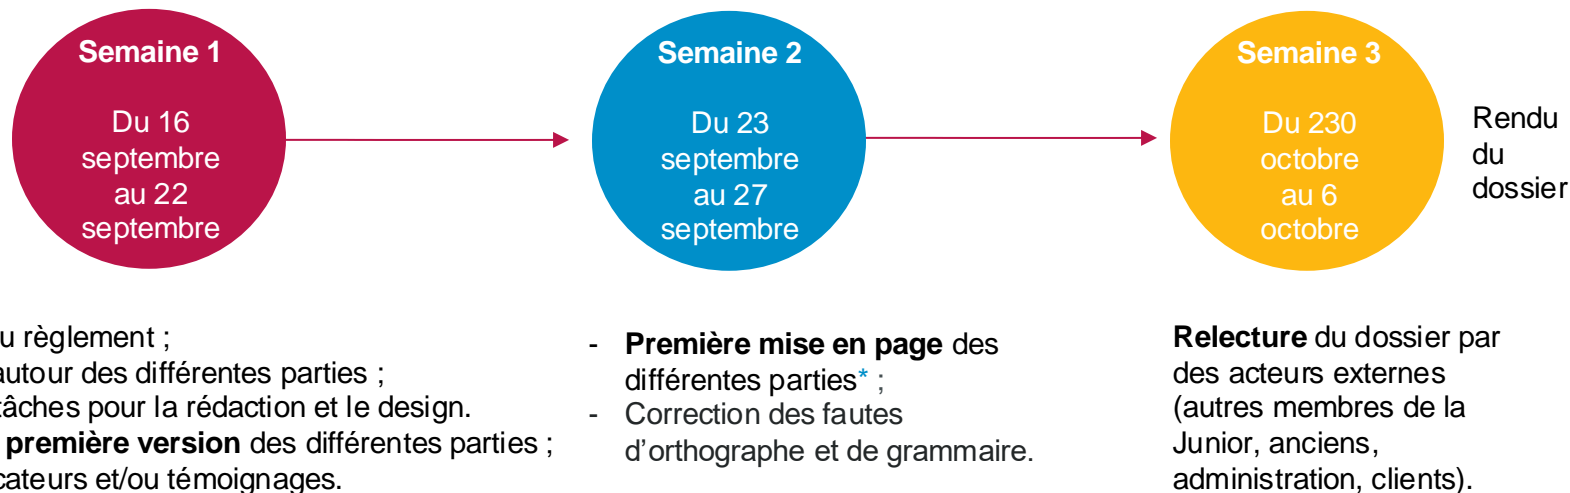 Semaine 1
Du 16
septembre
au 22
septembre
Semaine 2
Du 23
septembre
au 27
septembre
Semaine 3
Du 230
octobre
au 6
octobre
Rendu
du
dossier
u règlement ;
autour des différentes parties ;
tâches pour la rédaction et le design.
première version des différentes parties ;
cateurs et/ou témoignages.
- Première mise en page des
différentes parties* ;
- Correction des fautes
d’orthographe et de grammaire.
Relecture du dossier par
des acteurs externes
(autres membres de la
Junior, anciens,
administration, clients).